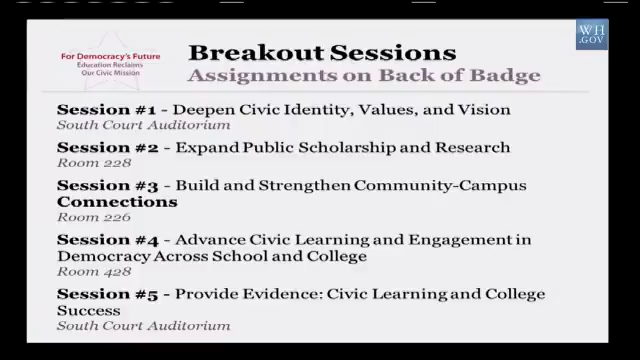 For Democracy's Future
Education Reclaims
Our Civic Mission
WH
.GOV
Breakout Sessions
Assignments on Back of Badge
Session #1 - Deepen Civic Identity, Values, and Vision
South Court Auditorium
Session #2 - Expand Public Scholarship and Research
Room 228
Session #3 - Build and Strengthen Community-Campus
Connections
Room 226
Session #4 - Advance Civic Learning and Engagement in
Democracy Across School and College
Room 428
Session #5 - Provide Evidence: Civic Learning and College
Success
South Court Auditorium